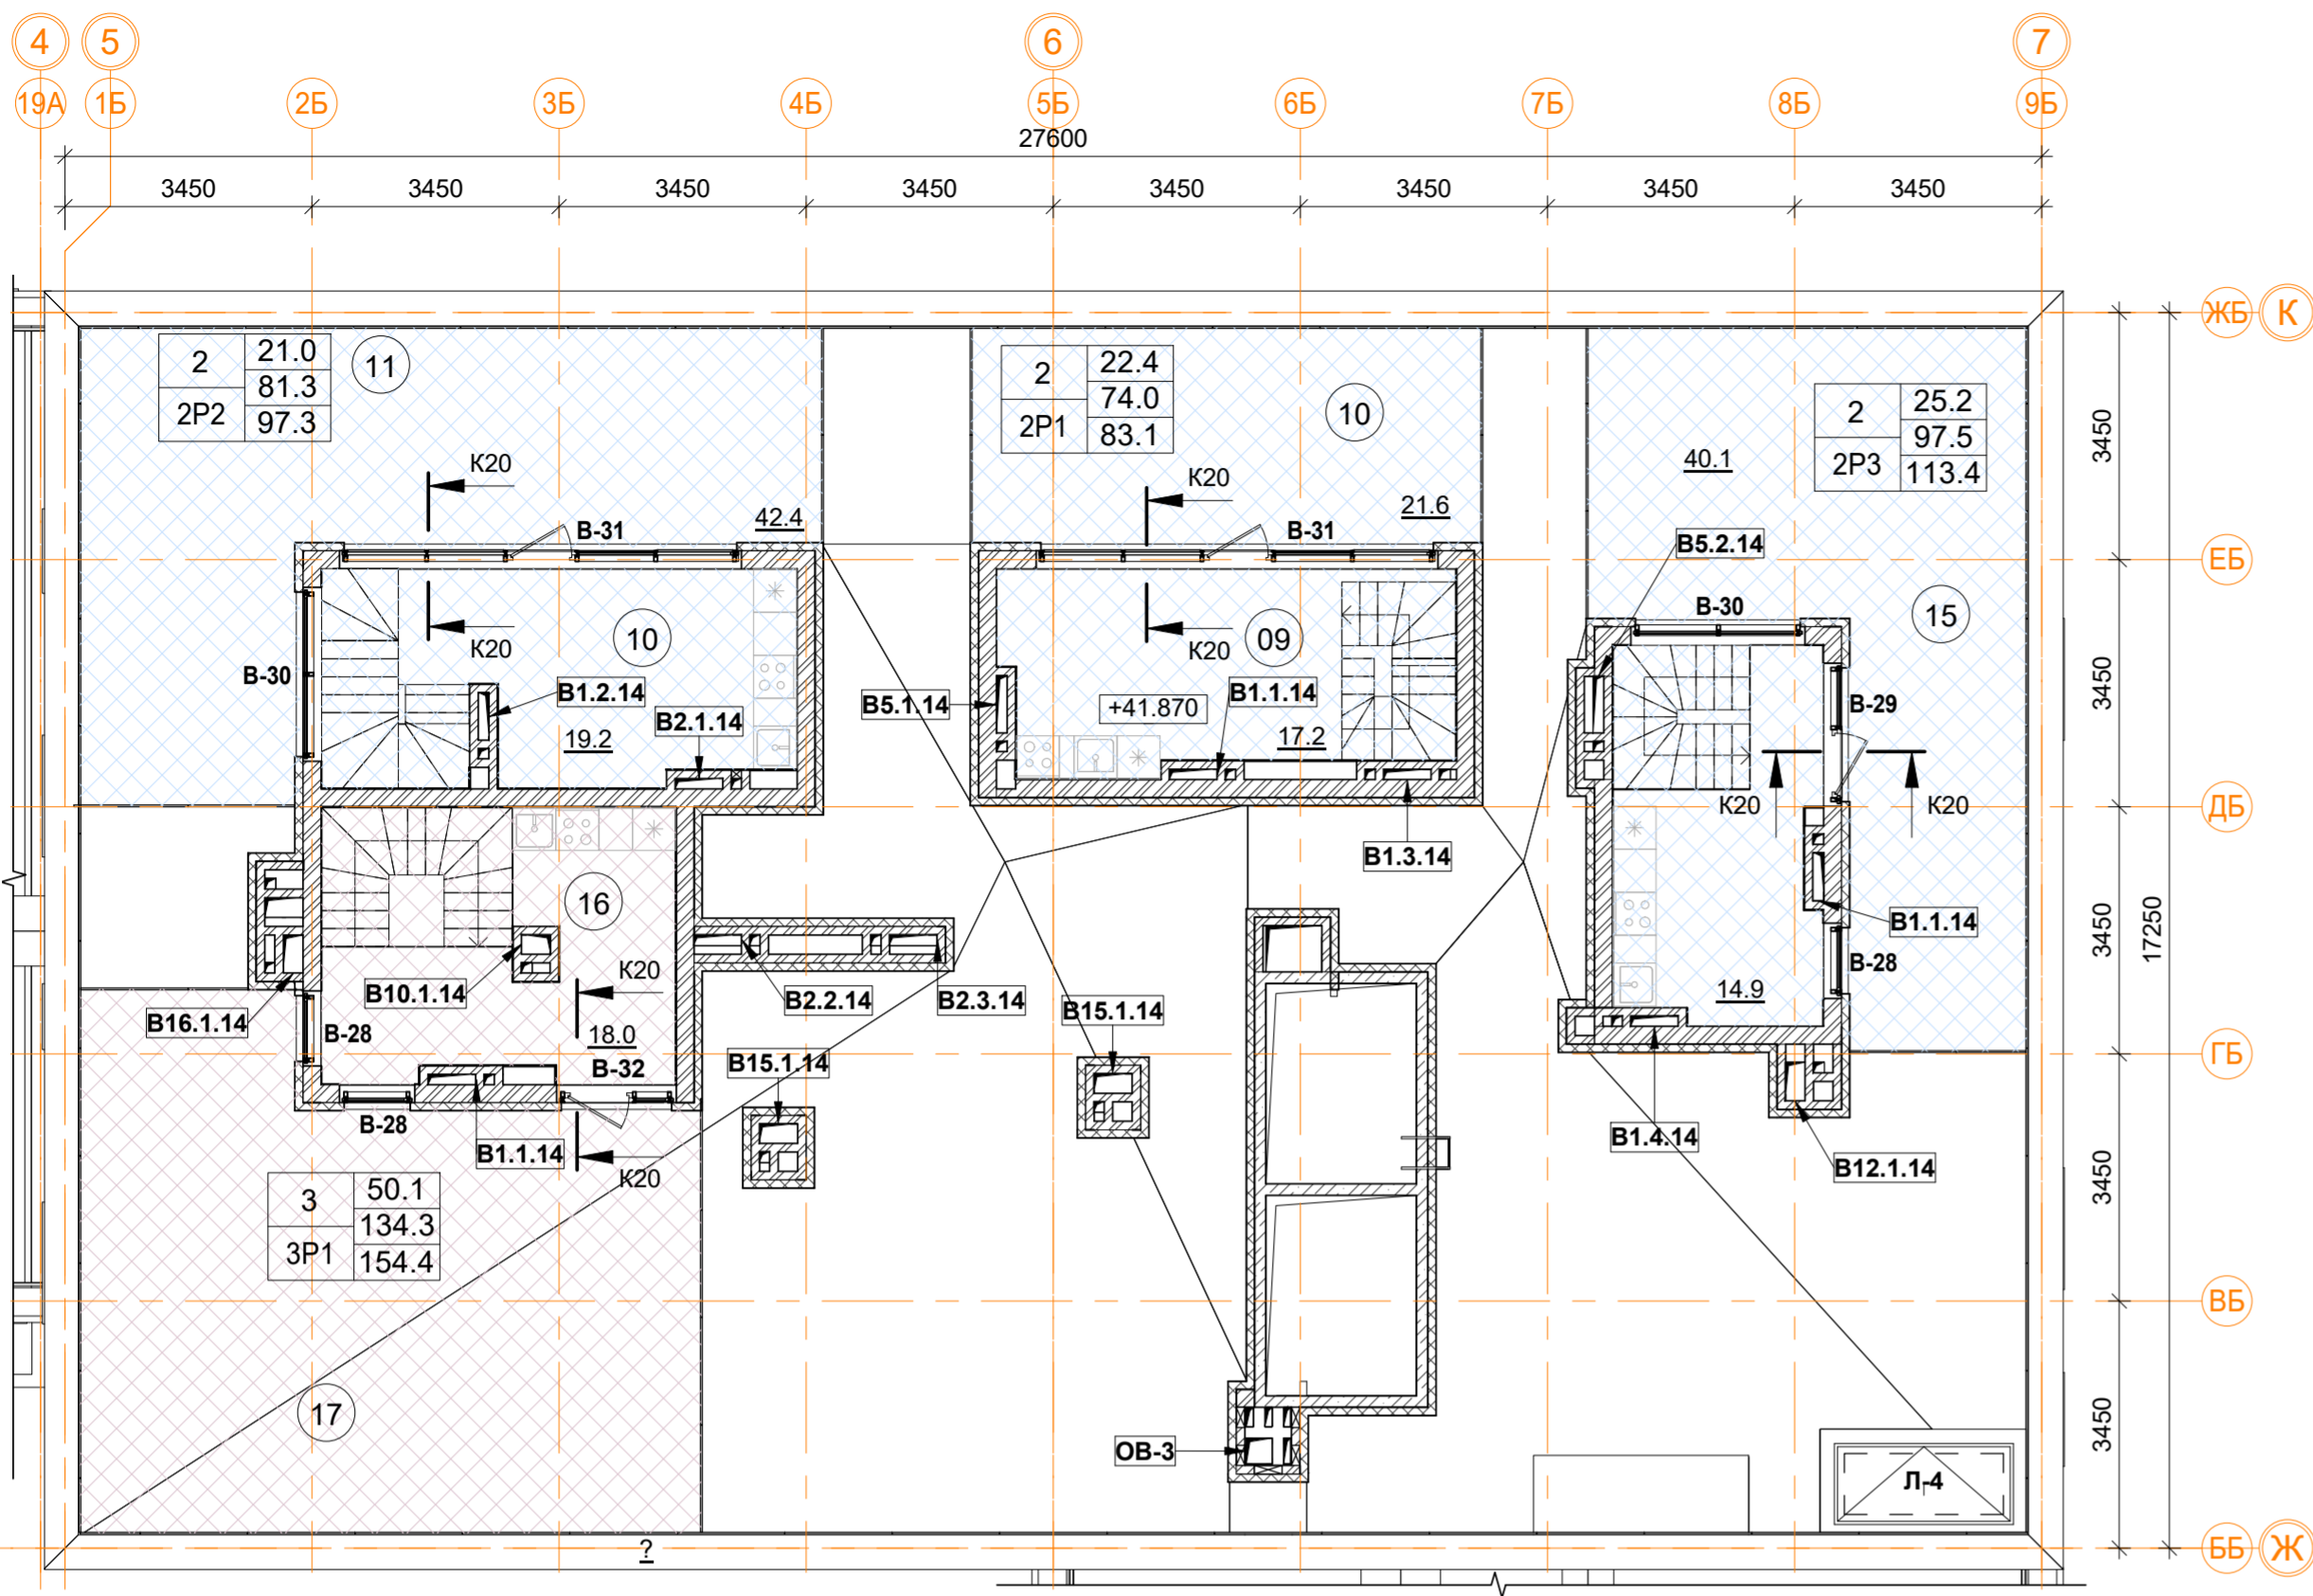 4
5
6
7
19А
1Б
2Б
3Б
4Б
5Б
6Б
7Б
8Б
9Б
27600
3450
3450
3450
3450
3450
3450
3450
3450
ЖБ
К
2
21.0
81.3
2Р2
97.3
11
2
22.4
74.0
2Р1
83.1
10
2
25.2
97.5
2Р3
113.4
40.1
3450
К20
К20
42.4
В-31
21.6
В-31
В5.2.14
ЕБ
В-30
15
10
09
К20
К20
В-30
В1.2.14
В2.1.14
19.2
В5.1.14
+41.870
В1.1.14
17.2
В-29
3450
К20
К20
ДБ
В1.3.14
16
В1.1.14
3450
17250
К20
В10.1.14
В2.2.14
В2.3.14
В15.1.14
В16.1.14
В-28
18.0
В-28
14.9
В-32
В15.1.14
ГБ
В-28
В1.1.14
В1.4.14
В12.1.14
К20
3450
3
50.1
134.3
3Р1
154.4
ВБ
17
3450
ОВ-3
Л-4
?
ББ
Ж